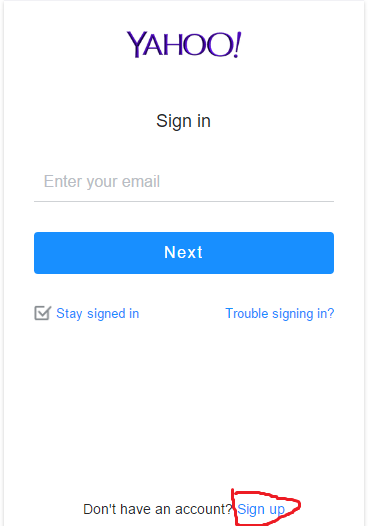 YAHOO!
Sign in
Enter your email
Next
Stay signed in Trouble signing in?
Don't have an account? Sign up